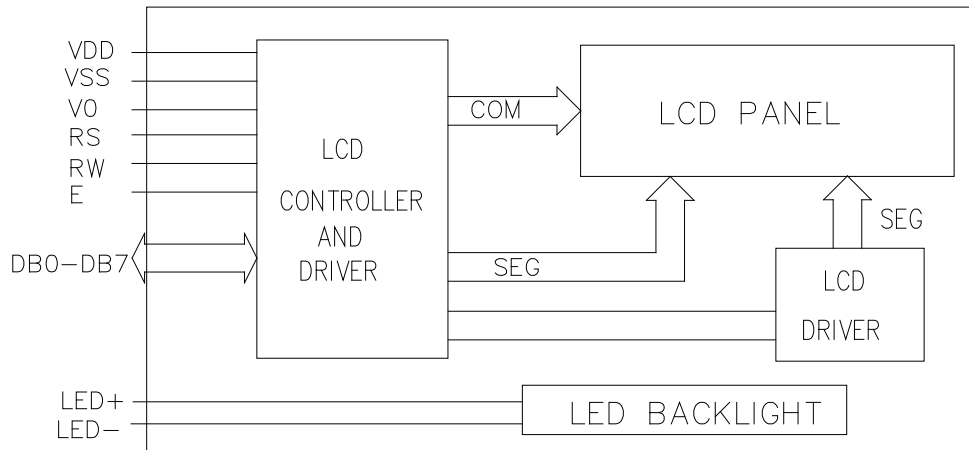 VDD
VSS
V0
RS
RW
E
DB0-DB7
LED+
LED-
LCD
CONTROLLER
AND
DRIVER
COM
SEG
LCD PANEL
SEG
LCD
DRIVER
LED BACKLIGHT